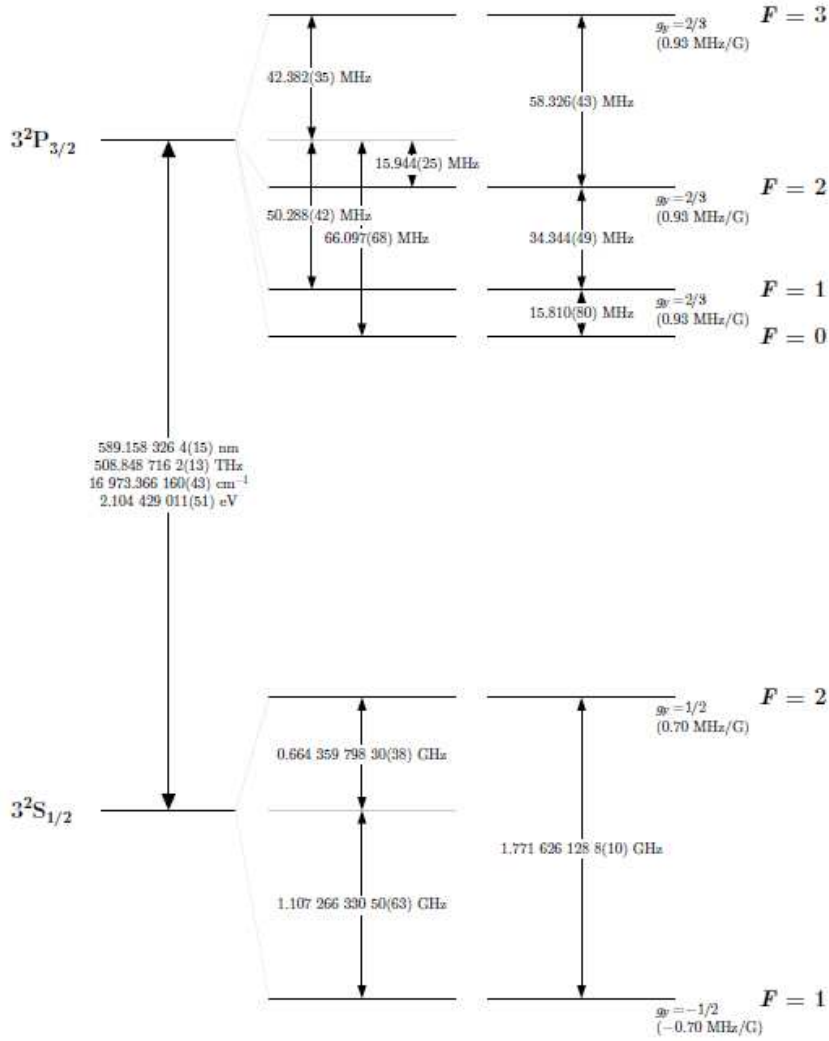 F = 3
g_F=2/3
(0.93 MHz/G)
42.382(35) MHz
58.326(43) MHz
3²P₃/₂
15.944(25) MHz
F = 2
g_F=2/3
(0.93 MHz/G)
50.288(42) MHz
66.097(68) MHz
34.344(49) MHz
F = 1
g_F=2/3
(0.93 MHz/G)
15.810(80) MHz
F = 0
589.158 326 4(15) nm
508.848 716 2(13) THz
16 973.366 160(43) cm⁻¹
2.104 429 011(51) eV
F = 2
g_F=1/2
(0.70 MHz/G)
0.664 359 798 30(38) GHz
3²S₁/₂
1.771 626 128 8(10) GHz
1.107 266 330 50(63) GHz
F = 1
g_F=−1/2
(−0.70 MHz/G)